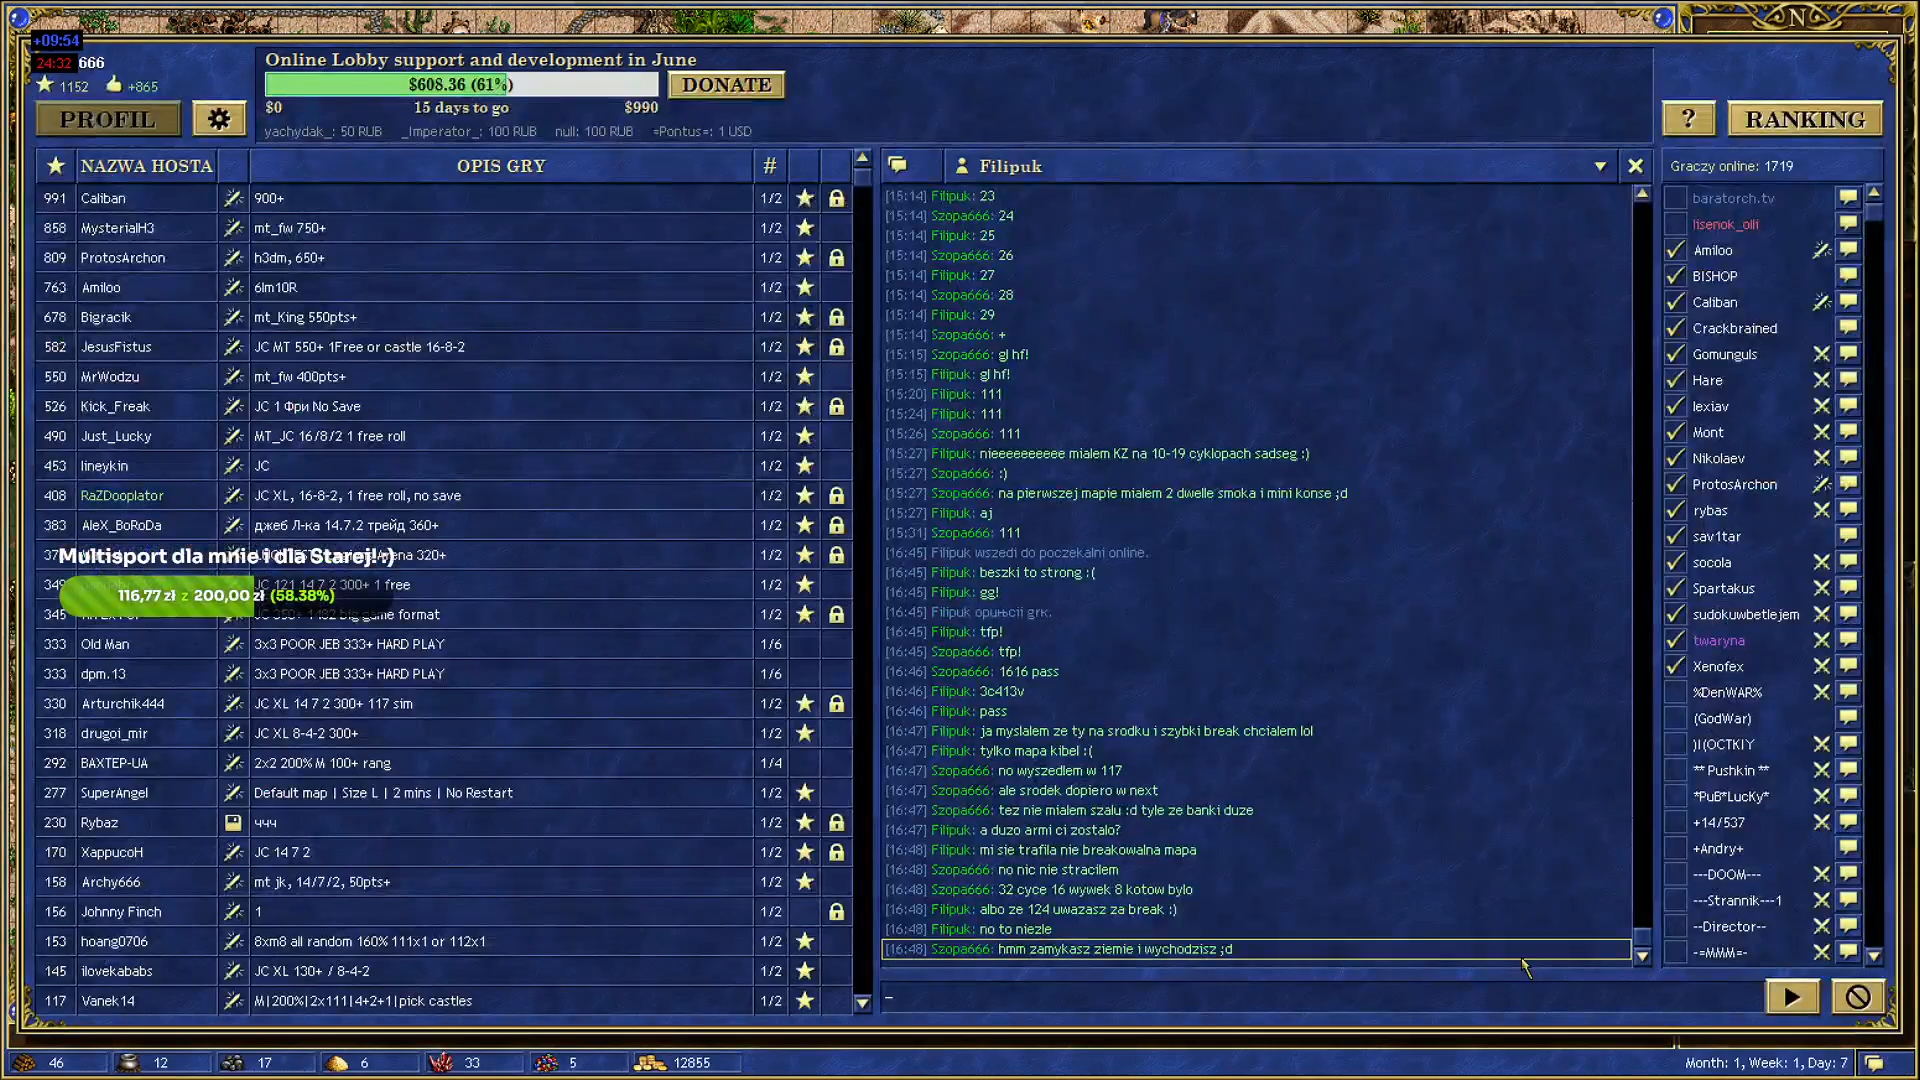 N
+09:54
24:32 666
1152 +865
PROFIL
Online Lobby support and development in June
$608.36 (61%)
DONATE
$0 15 days to go $990
yachydak_: 50 RUB _Imperator_: 100 RUB null: 100 RUB =Pontus=: 1 USD
? RANKING
NAZWA HOSTA OPIS GRY #
991 Caliban 900+ 1/2
858 MysterialH3 mt_fw 750+ 1/2
809 ProtosArchon h3dm, 650+ 1/2
763 Amiloo 6lm10R 1/2
678 Bigracik mt_King 550pts+ 1/2
582 JesusFistus JC MT 550+ 1Free or castle 16-8-2 1/2
550 MrWodzu mt_fw 400pts+ 1/2
526 Kick_Freak JC 1 Фри No Save 1/2
490 Just_Lucky MT_JC 16/8/2 1 free roll 1/2
453 lineykin JC 1/2
408 RaZDooplator JC XL, 16-8-2, 1 free roll, no save 1/2
383 AleX_BoRoDa джеб Л-ка 14.7.2 трейд 360+ 1/2
320+ 1/2
Multisport dla mnie i dla Starej! :)
JC 121 14 7 2 300+ 1 free 1/2
116,77 zł z 200,00 zł (58.38%)
345 JC 350+ 1482 big game format 1/2
333 Old Man 3x3 POOR JEB 333+ HARD PLAY 1/6
333 dpm.13 3x3 POOR JEB 333+ HARD PLAY 1/6
330 Arturchik444 JC XL 14 7 2 300+ 117 sim 1/2
318 drugoi_mir JC XL 8-4-2 300+ 1/2
292 BAXTEP-UA 2x2 200% M 100+ rang 1/4
277 SuperAngel Default map | Size L | 2 mins | No Restart 1/2
230 Rybaz ччч 1/2
170 XappucoH JC 14 7 2 1/2
158 Archy666 mt jk, 14/7/2, 50pts+ 1/2
156 Johnny Finch 1 1/2
153 hoang0706 8xm8 all random 160% 111x1 or 112x1 1/2
145 ilovekababs JC XL 130+ / 8-4-2 1/2
117 Vanek14 M|200%|2x111|4+2+1|pick castles 1/2
Filipuk
[15:14] Filipuk: 23
[15:14] Szopa666: 24
[15:14] Filipuk: 25
[15:14] Szopa666: 26
[15:14] Filipuk: 27
[15:14] Szopa666: 28
[15:14] Filipuk: 29
[15:14] Szopa666: +
[15:15] Szopa666: gl hf!
[15:15] Filipuk: gl hf!
[15:20] Filipuk: 111
[15:24] Filipuk: 111
[15:26] Szopa666: 111
[15:27] Filipuk: nieeeeeeeeee mialem KZ na 10-19 cyklopach sadseg :)
[15:27] Szopa666: :)
[15:27] Szopa666: na pierwszej mapie mialem 2 dwelle smoka i mini konse ;d
[15:27] Filipuk: aj
[15:31] Szopa666: 111
[16:45] Filipuk wszedі do poczekalni online.
[16:45] Filipuk: beszki to strong :(
[16:45] Filipuk: gg!
[16:45] Filipuk opuњciі grк.
[16:45] Filipuk: tfp!
[16:45] Szopa666: tfp!
[16:46] Szopa666: 1616 pass
[16:46] Filipuk: 3c413v
[16:46] Filipuk: pass
[16:47] Filipuk: ja myslalem ze ty na srodku i szybki break chcialem lol
[16:47] Filipuk: tylko mapa kibel :(
[16:47] Szopa666: no wyszedlem w 117
[16:47] Szopa666: ale srodek dopiero w next
[16:47] Szopa666: tez nie mialem szalu :d tyle ze banki duze
[16:47] Filipuk: a duzo armi ci zostalo?
[16:48] Filipuk: mi sie trafila nie breakowalna mapa
[16:48] Szopa666: no nic nie stracilem
[16:48] Szopa666: 32 cyce 16 wywek 8 kotow bylo
[16:48] Filipuk: albo ze 124 uwazasz za break :)
[16:48] Filipuk: no to niezle
[16:48] Szopa666: hmm zamykasz ziemie i wychodzisz ;d
Graczy online: 1719
baratorch.tv
lisenok_olli
Amiloo
BISHOP
Caliban
Crackbrained
Gomunguls
Hare
lexiav
Mont
Nikolaev
ProtosArchon
rybas
sav1tar
socola
Spartakus
sudokuwbetlejem
twaryna
Xenofex
%DenWAR%
(GodWar)
)I(OCTKIY
** Pushkin **
*PuB*LucKy*
+14/537
+Andry+
---DOOM---
---Strannik---1
--Director--
-=MMM=-
46 12 17 6 33 5 12855
Month: 1, Week: 1, Day: 7